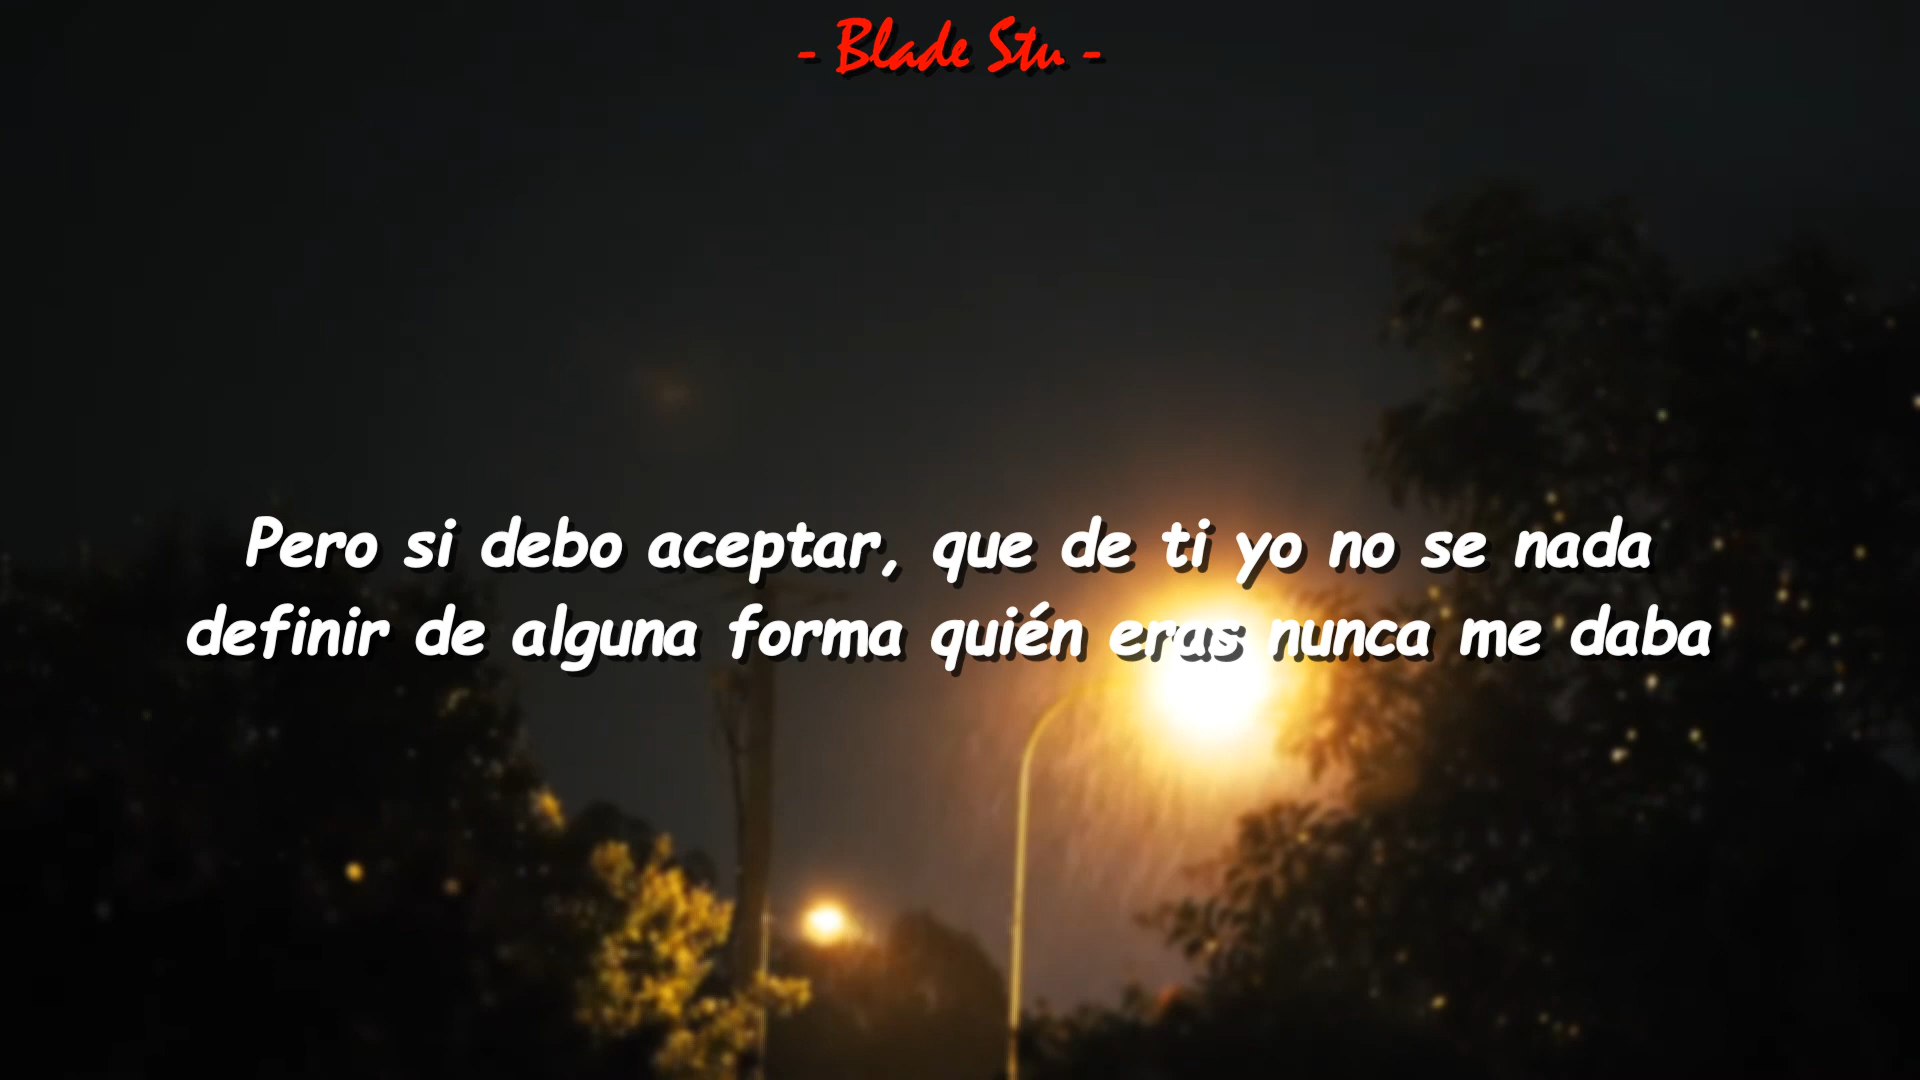 - Blade Stu -
Pero si debo aceptar, que de ti yo no se nada
definir de alguna forma quién eras nunca me daba